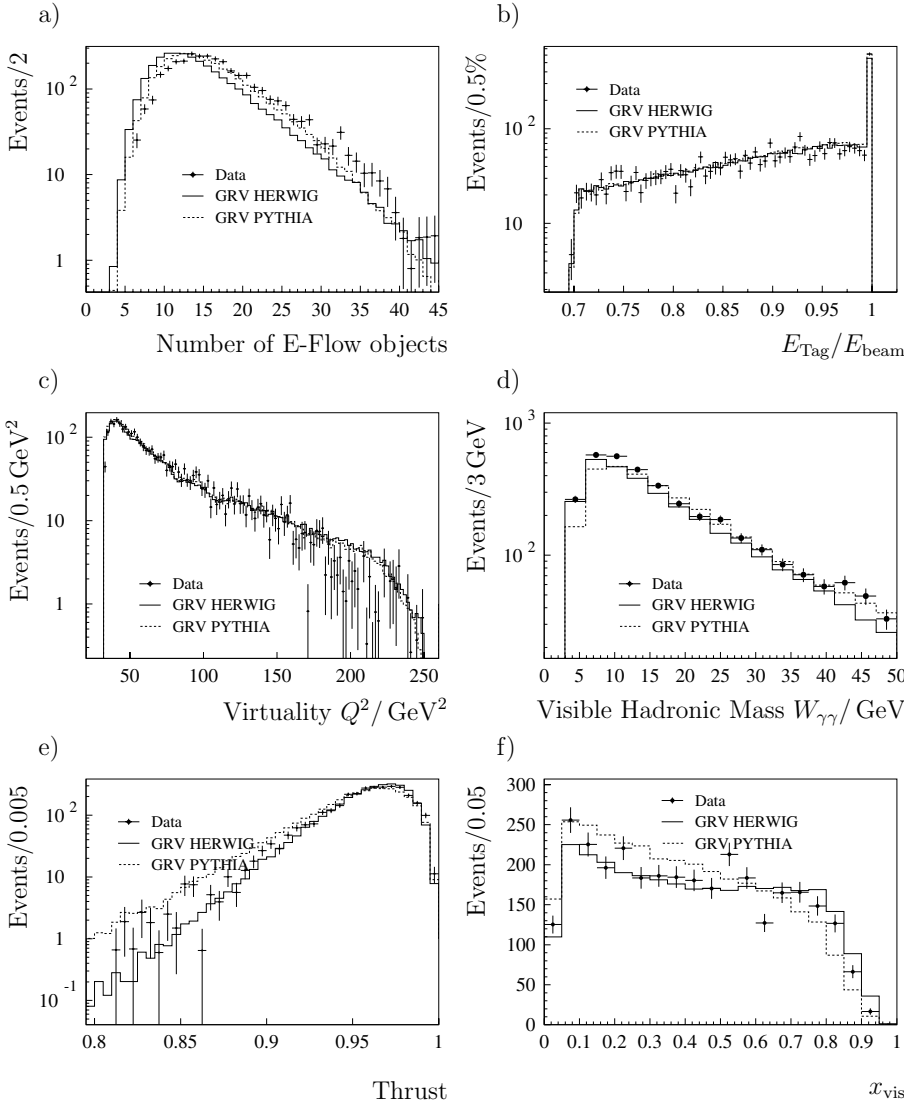 a)
Events/2
10²
10
1
Data
GRV HERWIG
GRV PYTHIA
0 5 10 15 20 25 30 35 40 45
Number of E-Flow objects
b)
Events/0.5%
10²
10
Data
GRV HERWIG
GRV PYTHIA
0.7 0.75 0.8 0.85 0.9 0.95 1
E_Tag/E_beam
c)
Events/0.5 GeV²
10²
10
1
Data
GRV HERWIG
GRV PYTHIA
50 100 150 200 250
Virtuality Q²/ GeV²
d)
Events/3 GeV
10³
10²
Data
GRV HERWIG
GRV PYTHIA
0 5 10 15 20 25 30 35 40 45 50
Visible Hadronic Mass W_γγ/ GeV
e)
Events/0.005
10²
10
1
10⁻¹
Data
GRV HERWIG
GRV PYTHIA
0.8 0.85 0.9 0.95 1
Thrust
f)
Events/0.05
300
250
200
150
100
50
0
Data
GRV HERWIG
GRV PYTHIA
0 0.1 0.2 0.3 0.4 0.5 0.6 0.7 0.8 0.9 1
x_vis